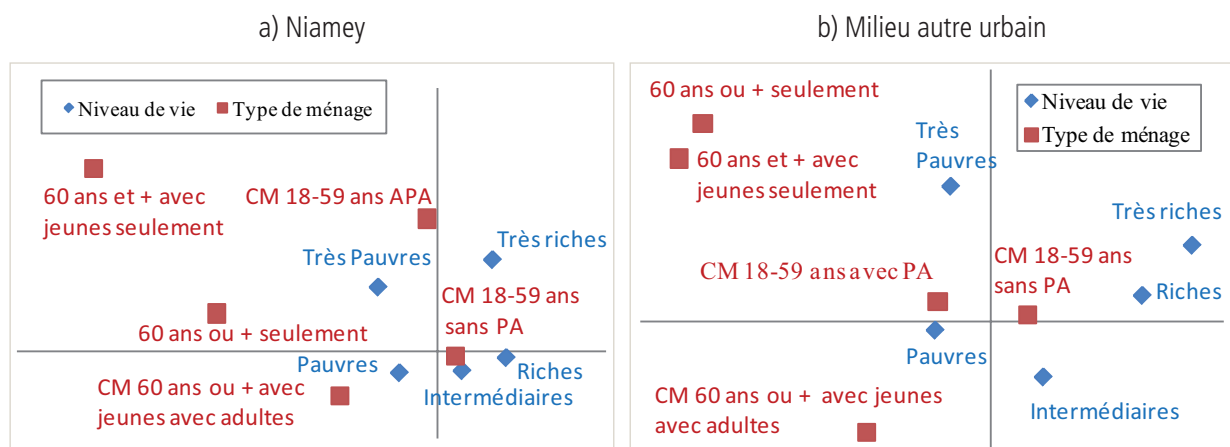 a) Niamey
Niveau de vie
Type de ménage
60 ans et + avec
jeunes seulement
CM 18-59 ans APA
Très riches
Très Pauvres
CM 18-59 ans
sans PA
60 ans ou + seulement
Pauvres
Riches
Intermédiaires
CM 60 ans ou + avec
jeunes avec adultes
b) Milieu autre urbain
60 ans ou + seulement
Niveau de vie
Type de ménage
Très
Pauvres
60 ans et + avec
jeunes seulement
Très riches
CM 18-59 ans avec PA
CM 18-59 ans
sans PA
Riches
Pauvres
CM 60 ans ou + avec jeunes
avec adultes
Intermédiaires